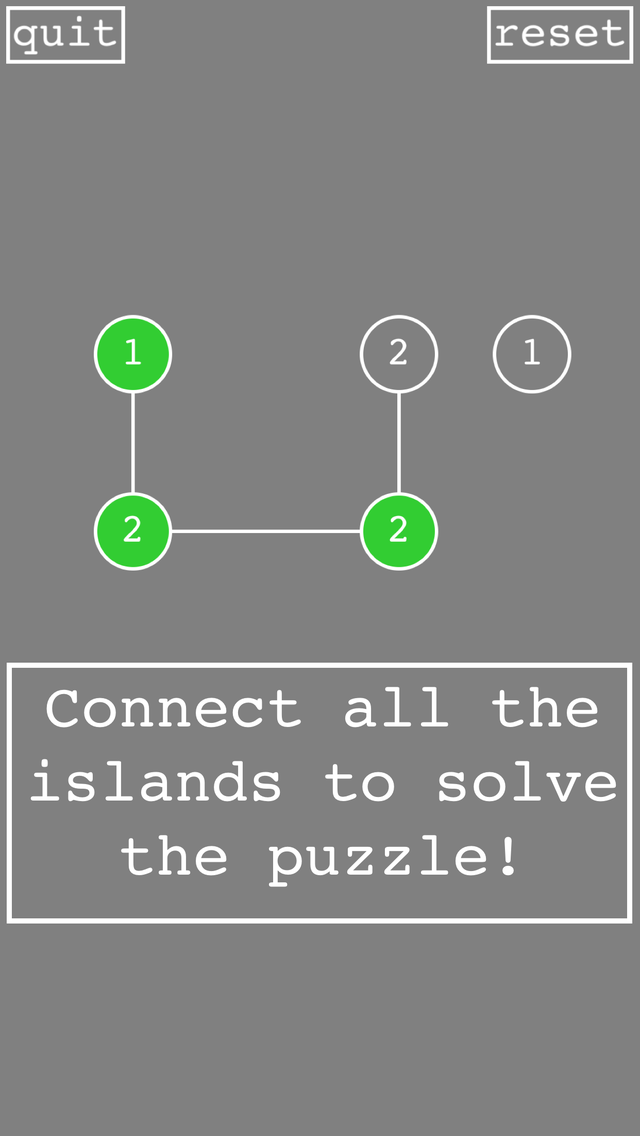 quit reset
1 2 1
2 2
Connect all the
islands to solve
the puzzle!